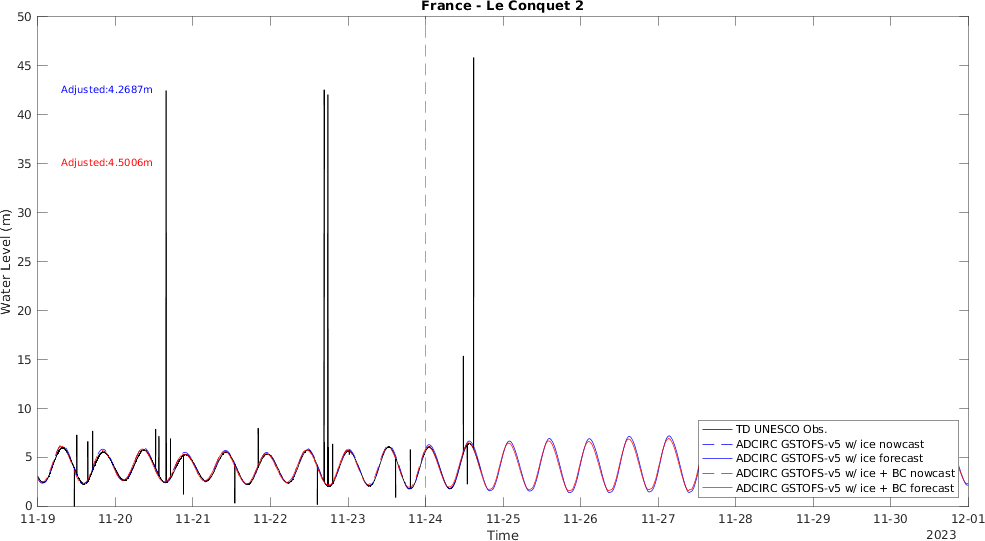 France - Le Conquet 2
50
45
40
35
30
25
20
15
10
5
0
Water Level (m)
Adjusted:4.2687m
Adjusted:4.5006m
TD UNESCO Obs.
ADCIRC GSTOFS-v5 w/ ice nowcast
ADCIRC GSTOFS-v5 w/ ice forecast
ADCIRC GSTOFS-v5 w/ ice + BC nowcast
ADCIRC GSTOFS-v5 w/ ice + BC forecast
11-19 11-20 11-21 11-22 11-23 11-24 11-25 11-26 11-27 11-28 11-29 11-30 12-01
Time
2023